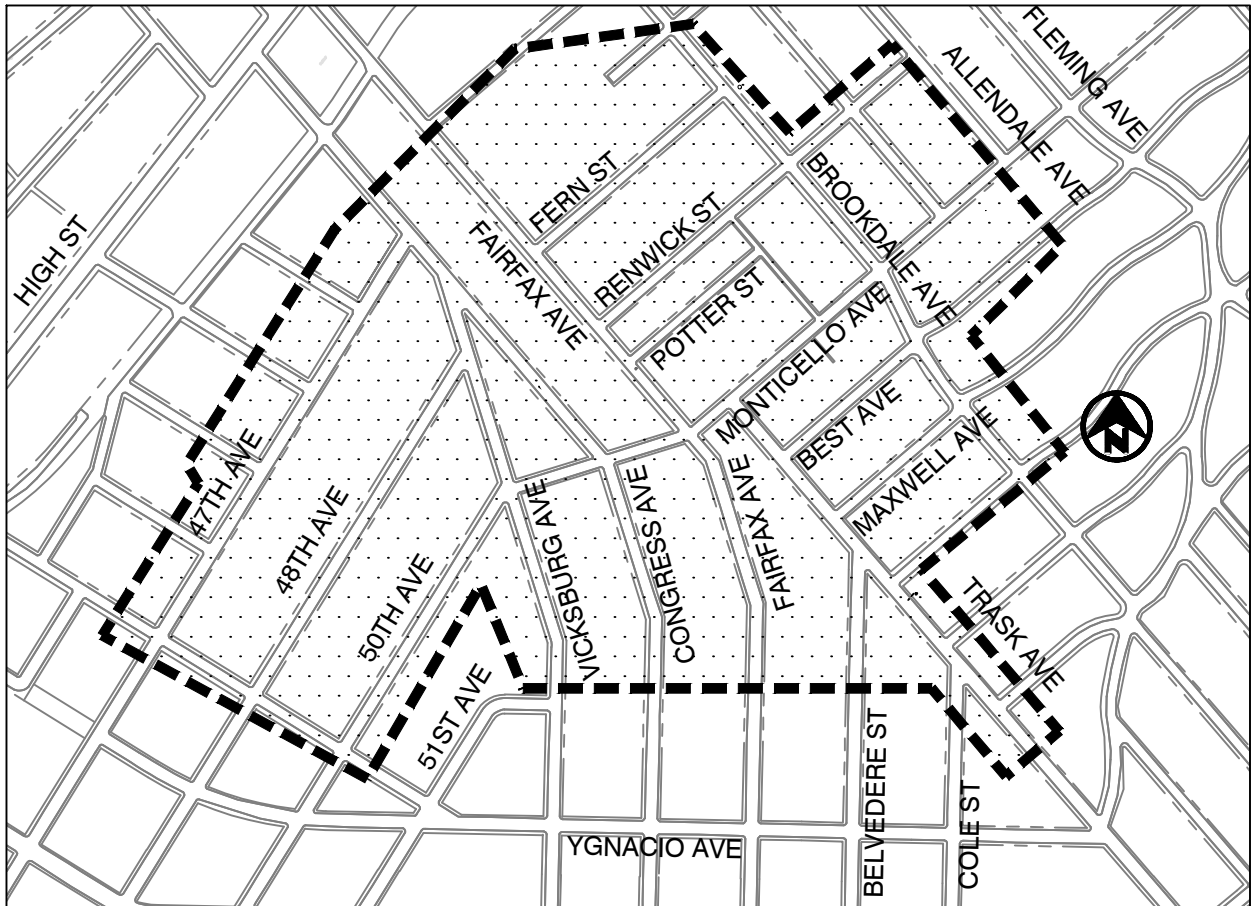 FLEMING AVE
ALLENDALE AVE
HIGH ST
FERN ST
BROOKDALE AVE
RENWICK ST
FAIRFAX AVE
POTTER ST
MONTICELLO AVE
BEST AVE
MAXWELL AVE
N
47TH AVE
48TH AVE
50TH AVE
51ST AVE
VICKSBURG AVE
CONGRESS AVE
FAIRFAX AVE
TRASK AVE
BELVEDERE ST
COLE ST
YGNACIO AVE